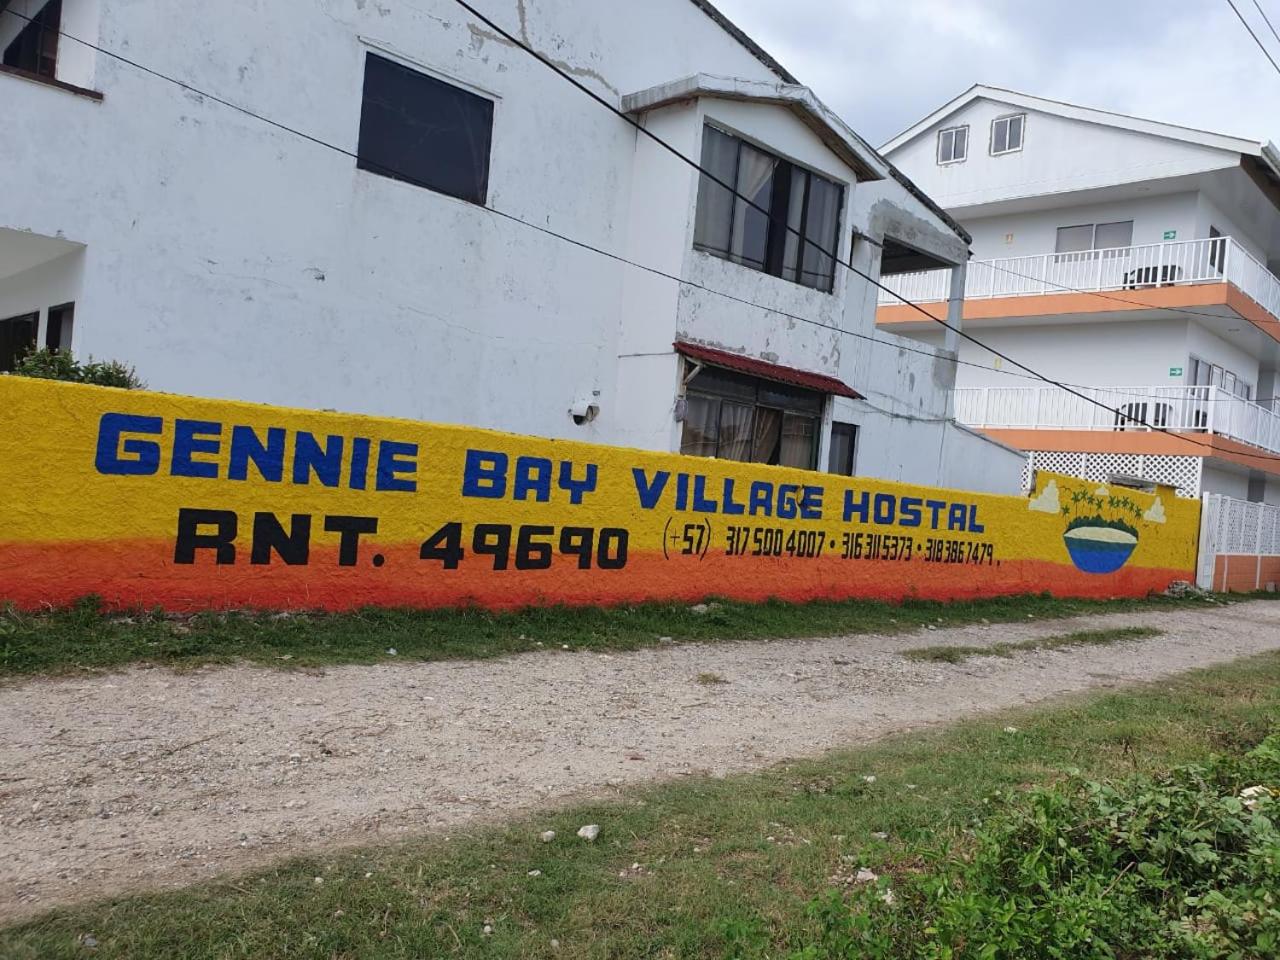 GENNIE BAY VILLAGE HOSTAL
RNT. 49690 (+57) 317 500 4007 • 316 311 5373 • 318 386 7479.